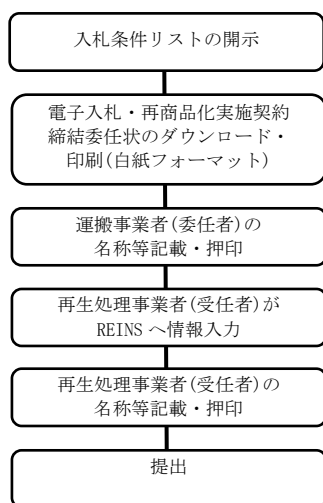 入札条件リストの開示
電子入札・再商品化実施契約
締結委任状のダウンロード・
印刷(白紙フォーマット)
運搬事業者(委任者)の
名称等記載・押印
再生処理事業者(受任者)が
REINS へ情報入力
再生処理事業者(受任者)の
名称等記載・押印
提出